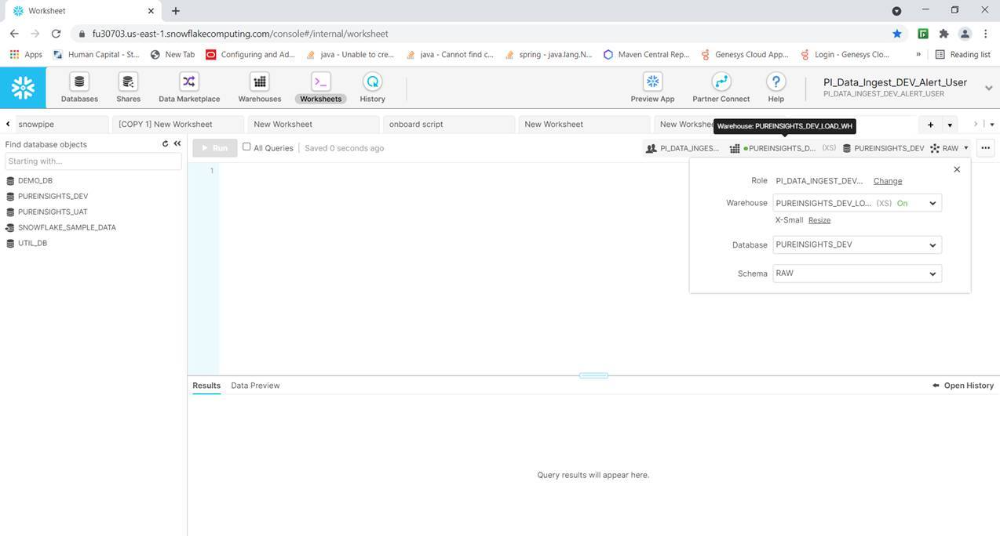 Worksheet
fu30703.us-east-1.snowflakecomputing.com/console#/internal/worksheet
Apps Human Capital - St... New Tab Configuring and Ad... java - Unable to cre... java - Cannot find c... spring - java.lang.N... Maven Central Rep... Genesys Cloud App... Login - Genesys Clo... » Reading list
Databases Shares Data Marketplace Warehouses Worksheets History Preview App Partner Connect Help
PI_Data_Ingest_DEV_Alert_User
PI_DATA_INGEST_DEV_ALERT_USER
snowpipe [COPY 1] New Worksheet New Worksheet onboard script New Worksheet New Workshee
Warehouse: PUREINSIGHTS_DEV_LOAD_WH
Find database objects
Starting with...
DEMO_DB
PUREINSIGHTS_DEV
PUREINSIGHTS_UAT
SNOWFLAKE_SAMPLE_DATA
UTIL_DB
Run All Queries Saved 0 seconds ago PI_DATA_INGES... PUREINSIGHTS_D... (XS) PUREINSIGHTS_DEV RAW
1
Role PI_DATA_INGEST_DEV... Change
Warehouse PUREINSIGHTS_DEV_LO... (XS) On
X-Small Resize
Database PUREINSIGHTS_DEV
Schema RAW
Results Data Preview Open History
Query results will appear here.